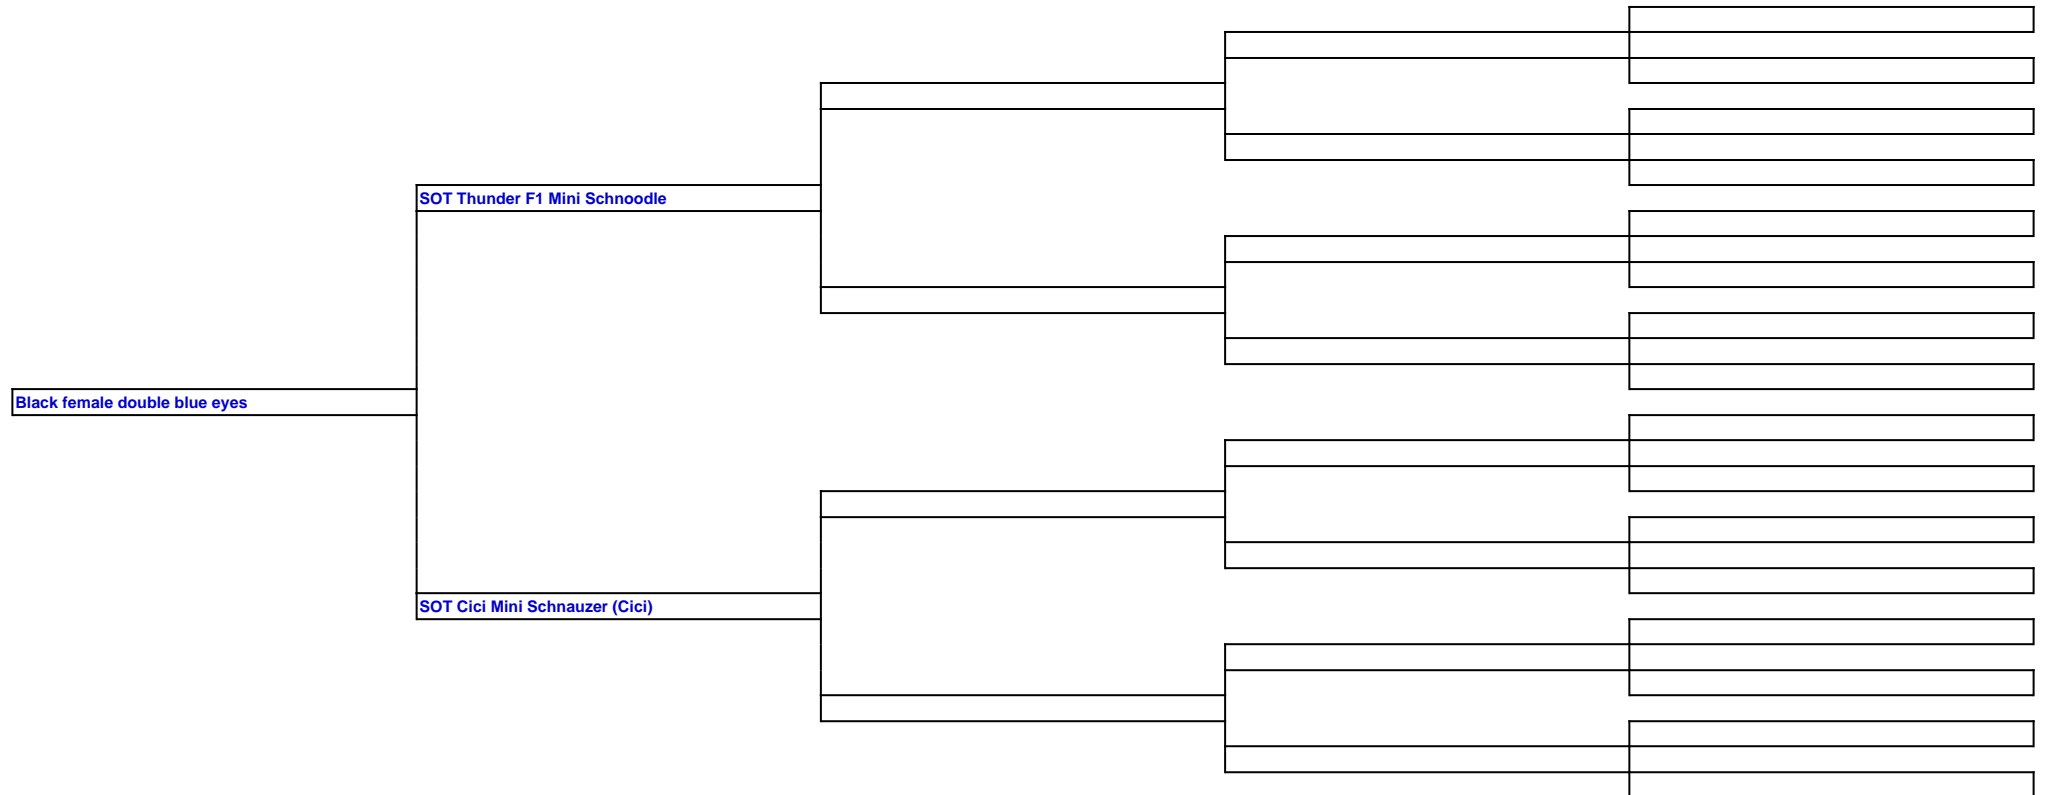 SOT Thunder F1 Mini Schnoodle
Black female double blue eyes
SOT Cici Mini Schnauzer (Cici)